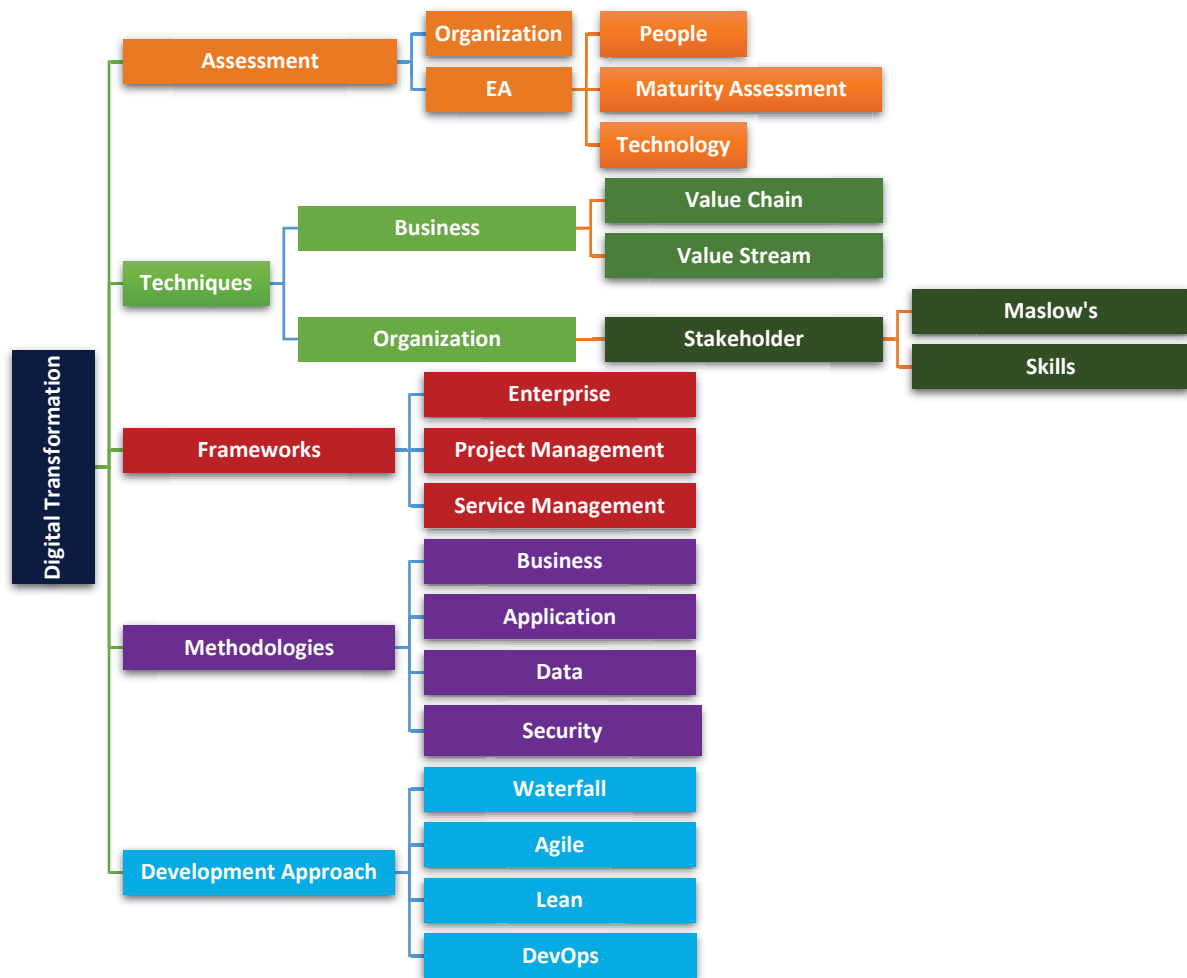 Digital Transformation
Assessment
Organization
EA
People
Maturity Assessment
Technology
Techniques
Business
Value Chain
Value Stream
Organization
Stakeholder
Maslow's
Skills
Frameworks
Enterprise
Project Management
Service Management
Methodologies
Business
Application
Data
Security
Development Approach
Waterfall
Agile
Lean
DevOps